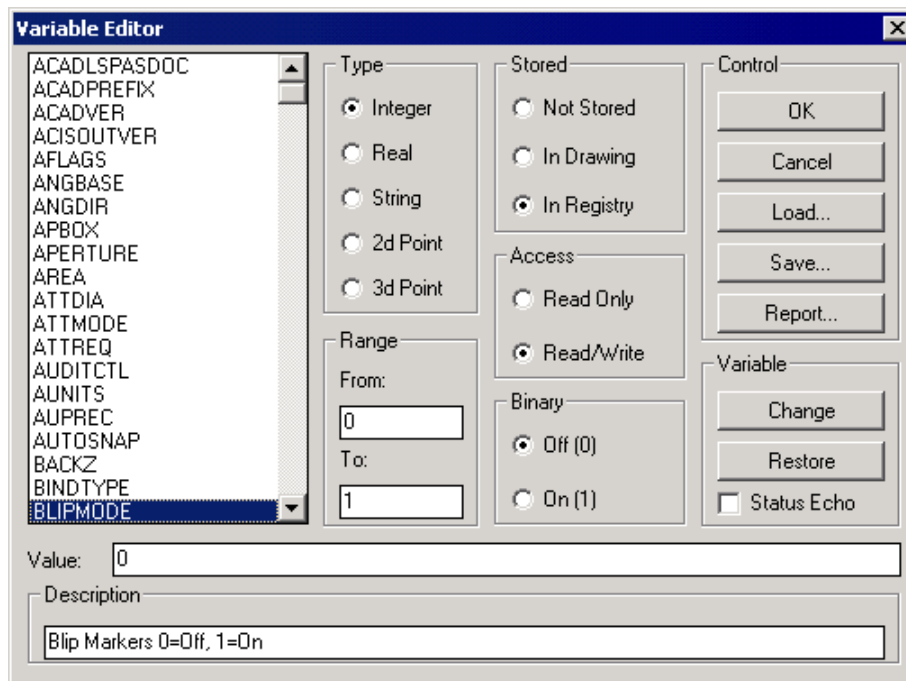 Variable Editor
ACADLSPASDOC
ACADPREFIX
ACADVER
ACISOUTVER
AFLAGS
ANGBASE
ANGDIR
APBOX
APERTURE
AREA
ATTDIA
ATTMODE
ATTREQ
AUDITCTL
AUNITS
AUPREC
AUTOSNAP
BACKZ
BINDTYPE
BLIPMODE
Type
Integer
Real
String
2d Point
3d Point
Range
From:
0
To:
1
Stored
Not Stored
In Drawing
In Registry
Access
Read Only
Read/Write
Binary
Off (0)
On (1)
Control
OK
Cancel
Load...
Save...
Report...
Variable
Change
Restore
Status Echo
Value: 0
Description
Blip Markers 0=Off, 1=On